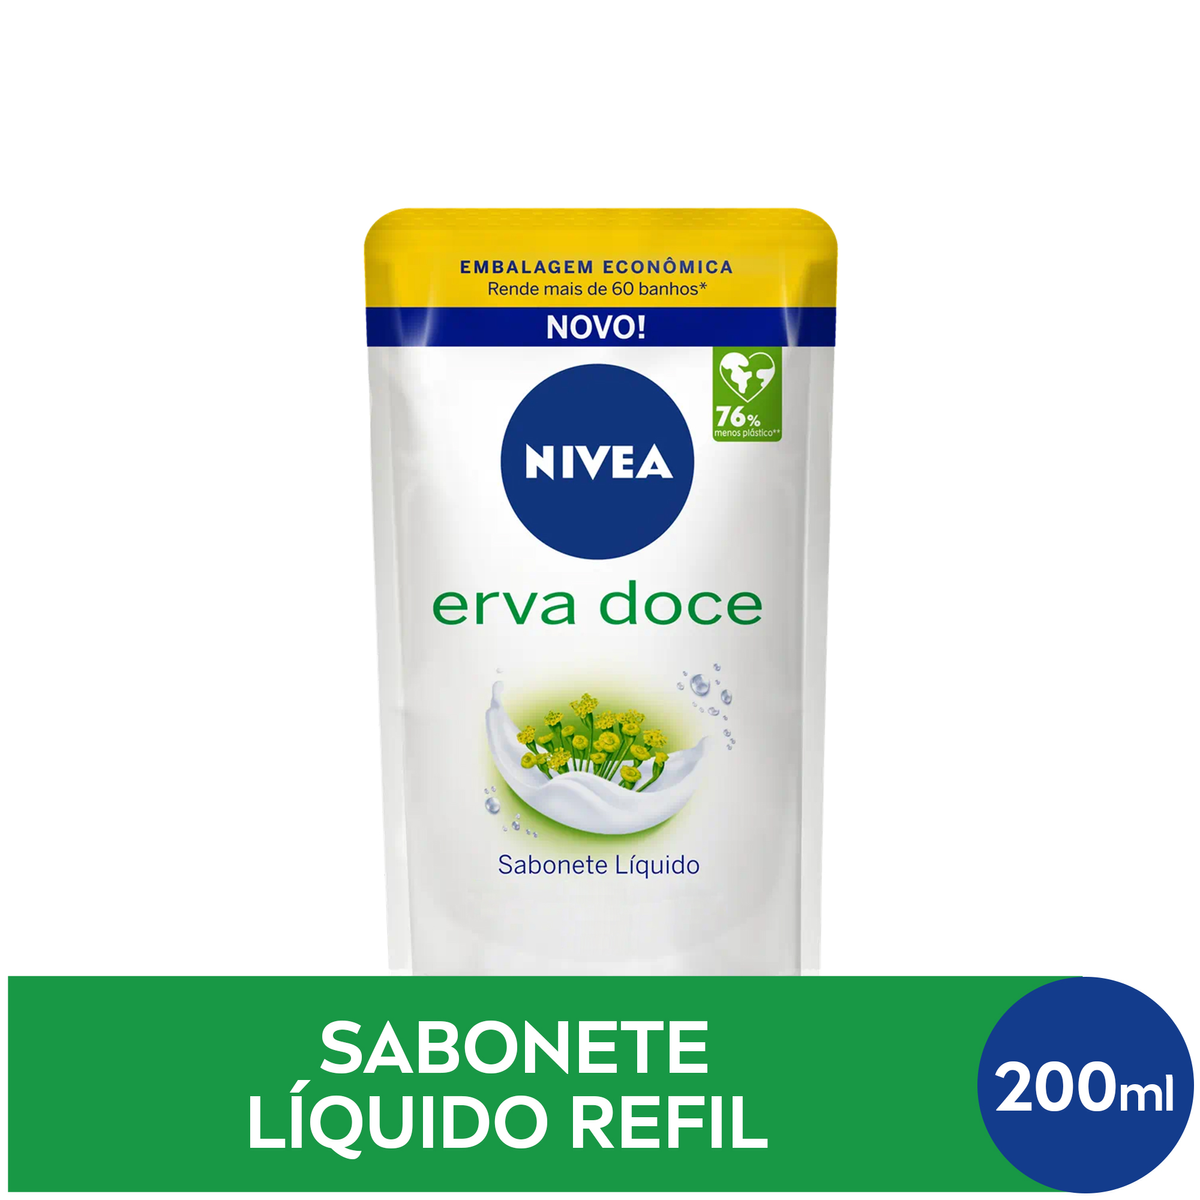 EMBALAGEM ECONÔMICA
Rende mais de 60 banhos*
NOVO!
76%
menos plástico**
NIVEA
erva doce
Sabonete Líquido
SABONETE
LÍQUIDO REFIL
200ml